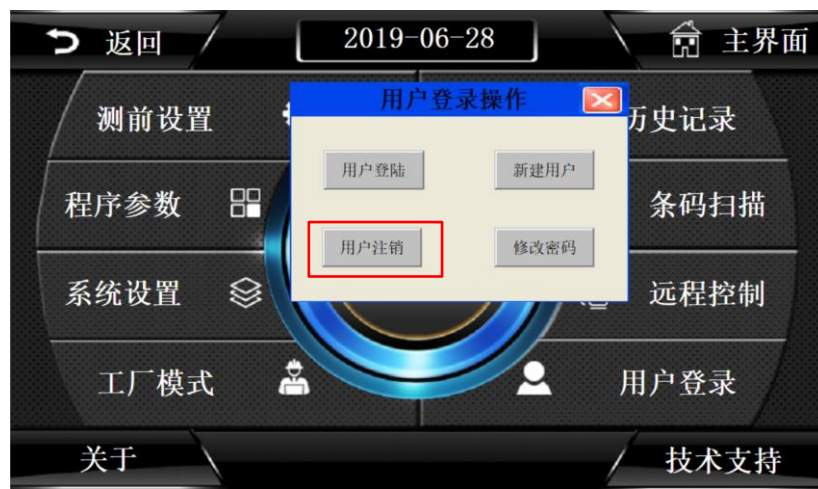 返回
2019-06-28
主界面
用户登录操作
测前设置
历史记录
用户登陆
新建用户
程序参数
条码扫描
用户注销
修改密码
系统设置
远程控制
工厂模式
用户登录
关于
技术支持